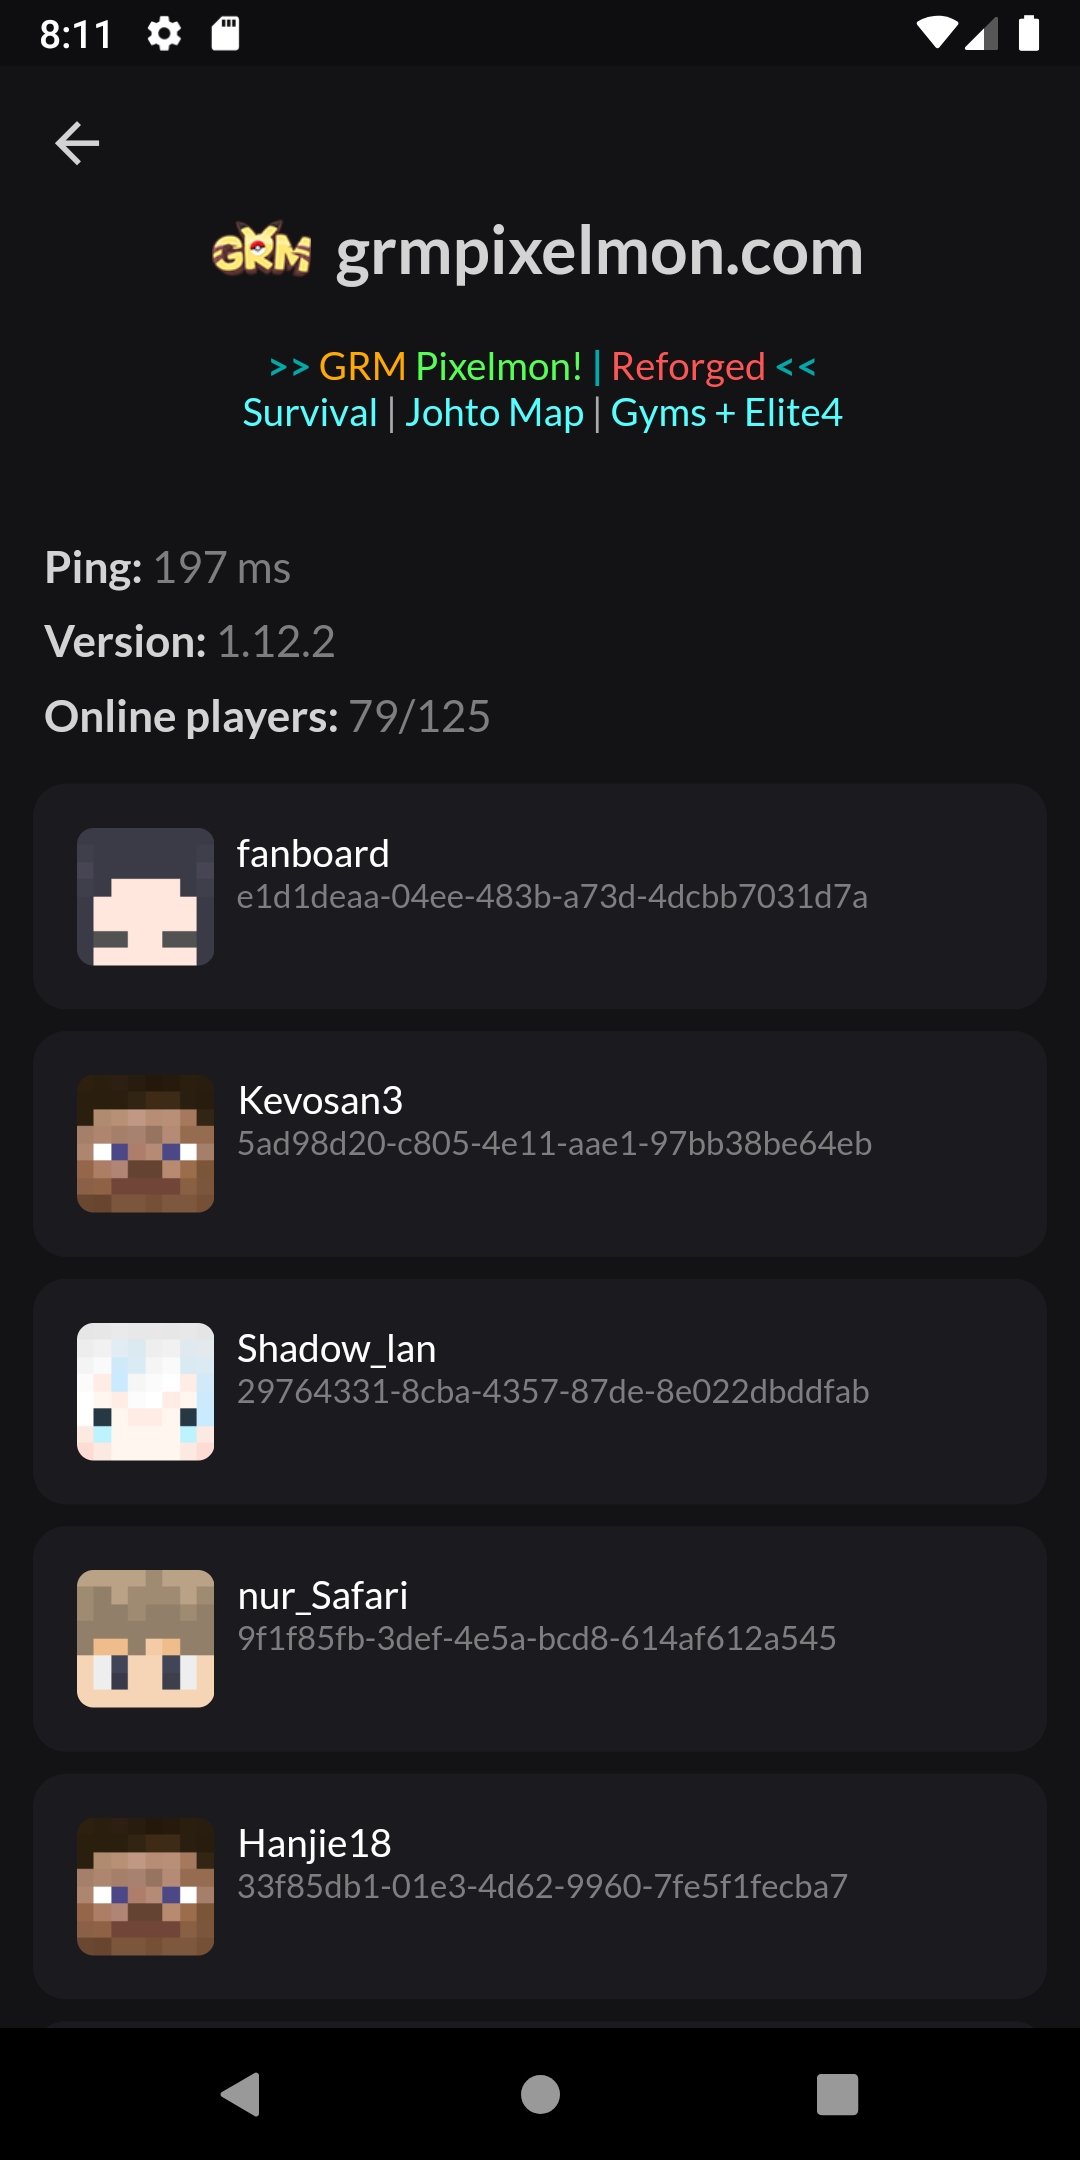 8:11
GRM grmpixelmon.com
>> GRM Pixelmon! | Reforged <<
Survival | Johto Map | Gyms + Elite4
Ping: 197 ms
Version: 1.12.2
Online players: 79/125
fanboard
e1d1deaa-04ee-483b-a73d-4dcbb7031d7a
Kevosan3
5ad98d20-c805-4e11-aae1-97bb38be64eb
Shadow_lan
29764331-8cba-4357-87de-8e022dbddfab
nur_Safari
9f1f85fb-3def-4e5a-bcd8-614af612a545
Hanjie18
33f85db1-01e3-4d62-9960-7fe5f1fecba7